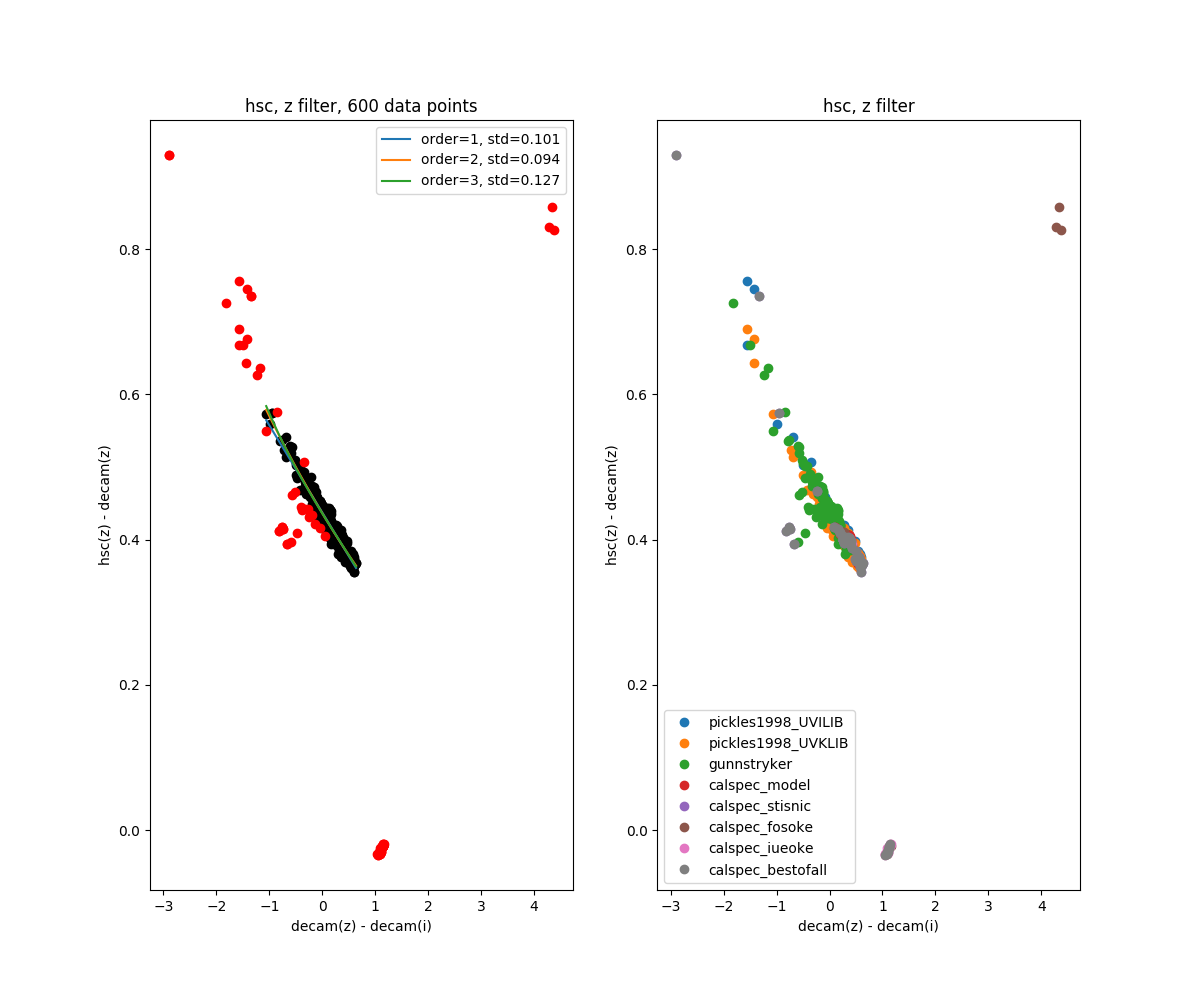 hsc, z filter, 600 data points
order=1, std=0.101
order=2, std=0.094
order=3, std=0.127
0.8
0.6
0.4
0.2
0.0
hsc(z) - decam(z)
−3
−2
−1
0
1
2
3
4
decam(z) - decam(i)
hsc, z filter
0.8
0.6
0.4
0.2
0.0
hsc(z) - decam(z)
pickles1998_UVILIB
pickles1998_UVKLIB
gunnstryker
calspec_model
calspec_stisnic
calspec_fosoke
calspec_iueoke
calspec_bestofall
−3
−2
−1
0
1
2
3
4
decam(z) - decam(i)